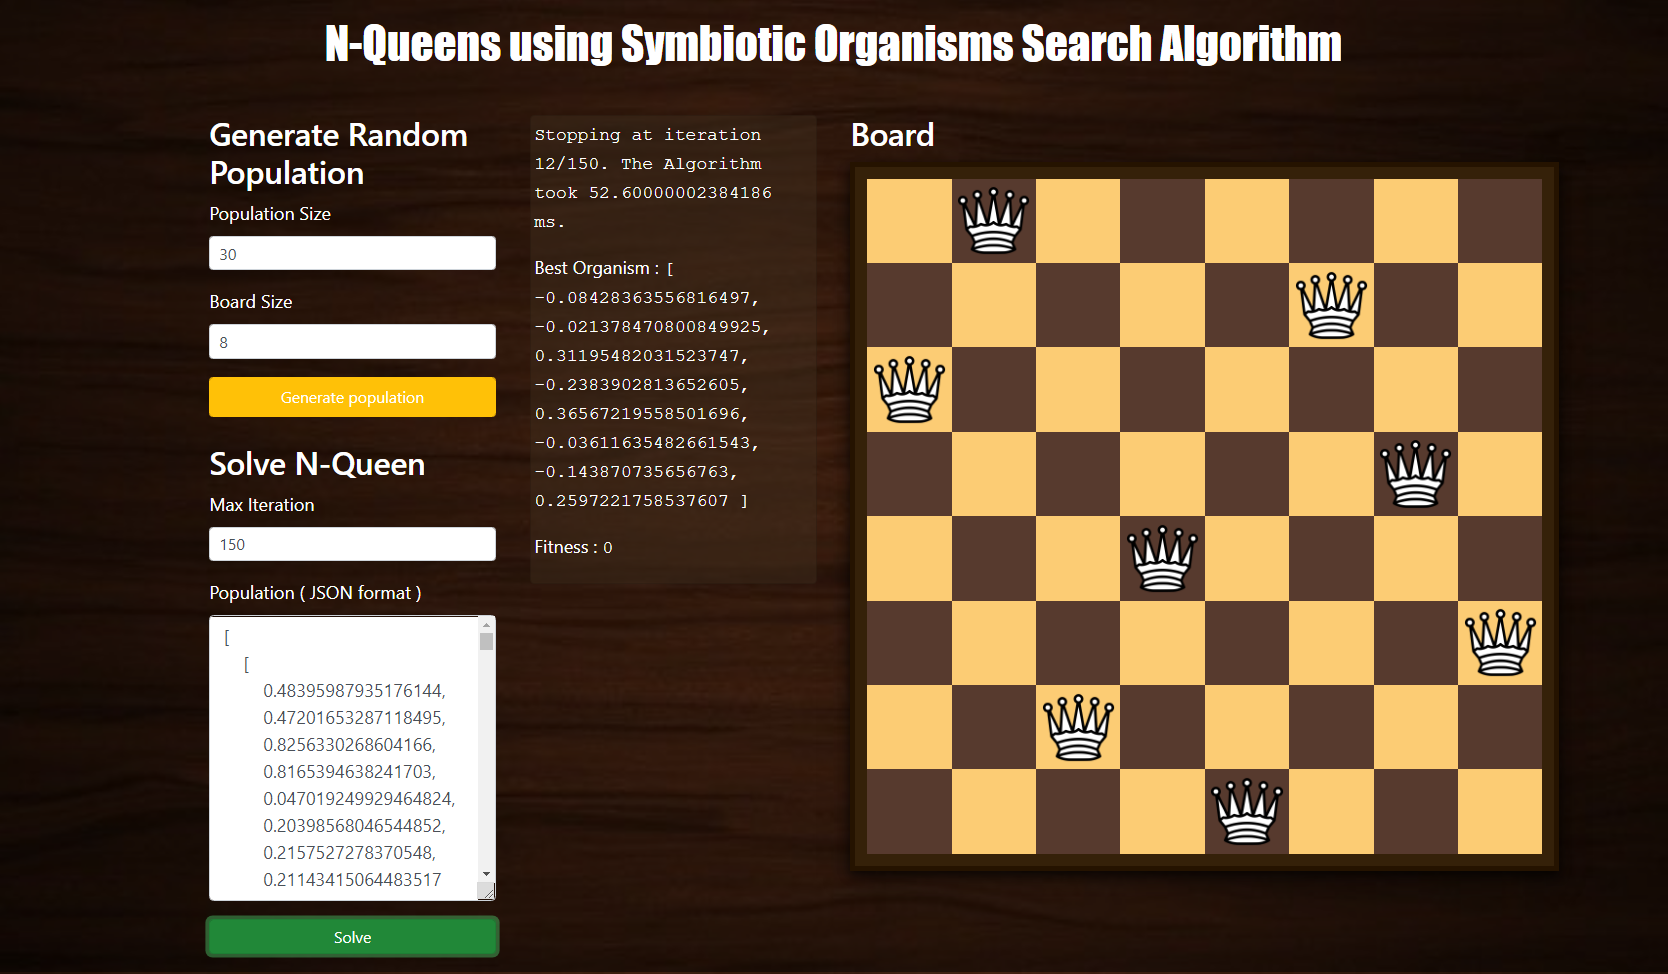 N-Queens using Symbiotic Organisms Search Algorithm
Generate Random
Population
Population Size
30
Board Size
8
Generate population
Solve N-Queen
Max Iteration
150
Population ( JSON format )
[
[
0.48395987935176144,
0.47201653287118495,
0.8256330268604166,
0.8165394638241703,
0.047019249929464824,
0.20398568046544852,
0.2157527278370548,
0.21143415064483517
Solve
Stopping at iteration
12/150. The Algorithm
took 52.60000002384186
ms.
Best Organism : [
-0.08428363556816497,
-0.021378470800849925,
0.31195482031523747,
-0.2383902813652605,
0.36567219558501696,
-0.03611635482661543,
-0.143870735656763,
0.2597221758537607 ]
Fitness : 0
Board